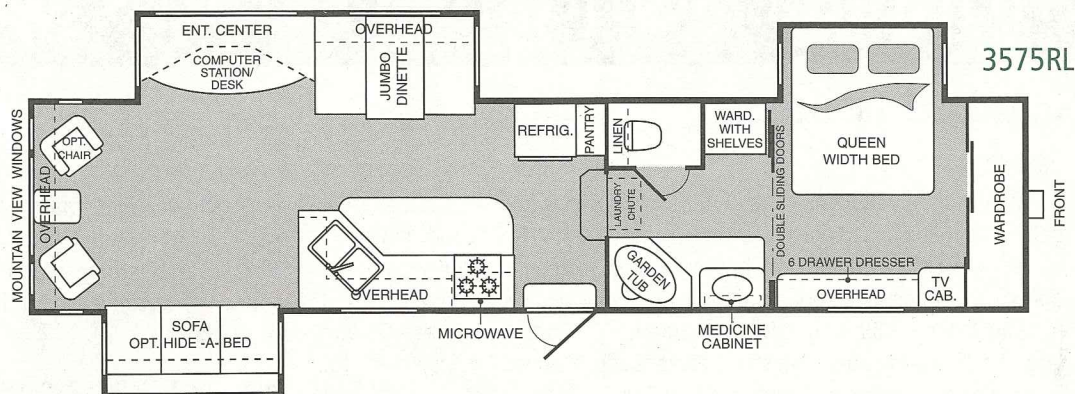 ENT. CENTER
COMPUTER
STATION/
DESK
OVERHEAD
JUMBO
DINETTE
3575RL
MOUNTAIN VIEW WINDOWS
OPT.
CHAIR
OVERHEAD
REFRIG.
PANTRY
LINEN
WARD.
WITH
SHELVES
DOUBLE SLIDING DOORS
QUEEN
WIDTH BED
WARDROBE
FRONT
LAUNDRY
CHUTE
GARDEN
TUB
6 DRAWER DRESSER
OVERHEAD
TV
CAB.
OVERHEAD
SOFA
OPT. HIDE -A- BED
MICROWAVE
MEDICINE
CABINET